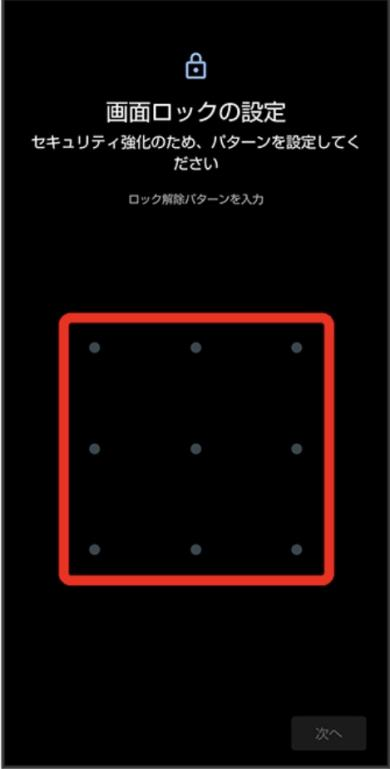 画面ロックの設定
セキュリティ強化のため、パターンを設定してく
ださい
ロック解除パターンを入力
次へ